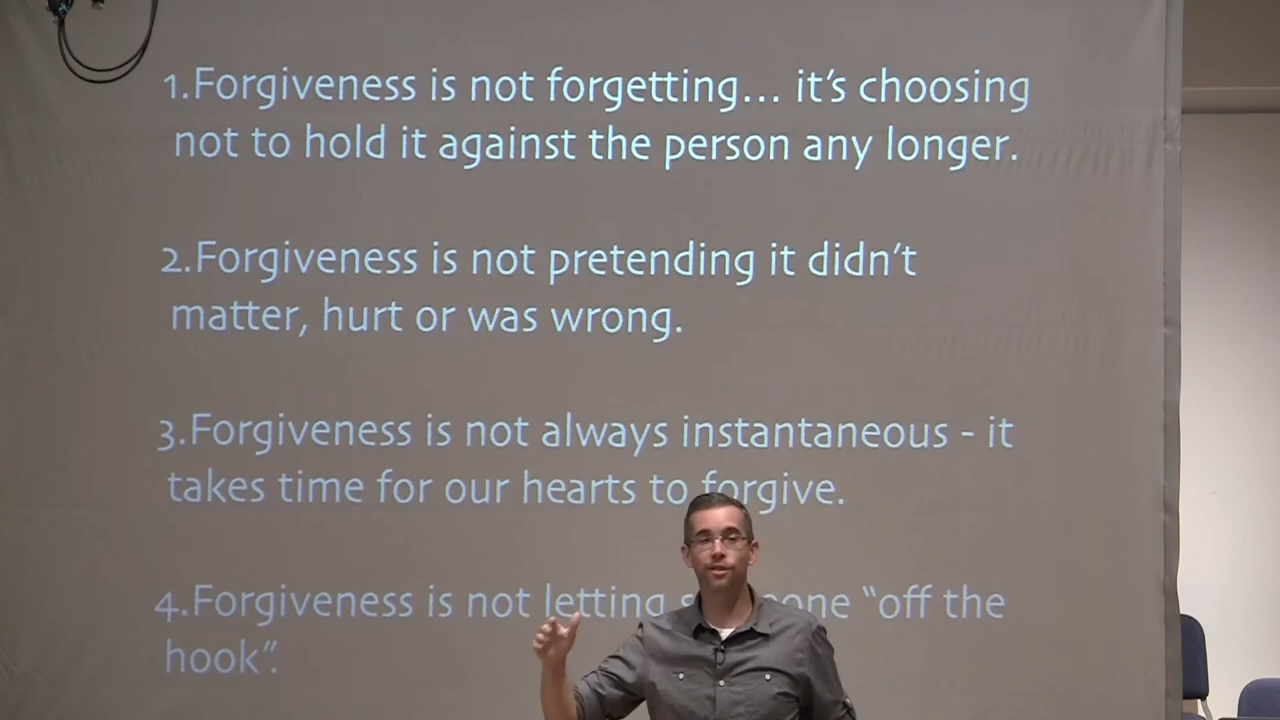 1.Forgiveness is not forgetting... it's choosing
not to hold it against the person any longer.
2.Forgiveness is not pretending it didn't
matter, hurt or was wrong.
3.Forgiveness is not always instantaneous - it
takes time for our hearts to forgive.
4.Forgiveness is not letting someone “off the
hook”.